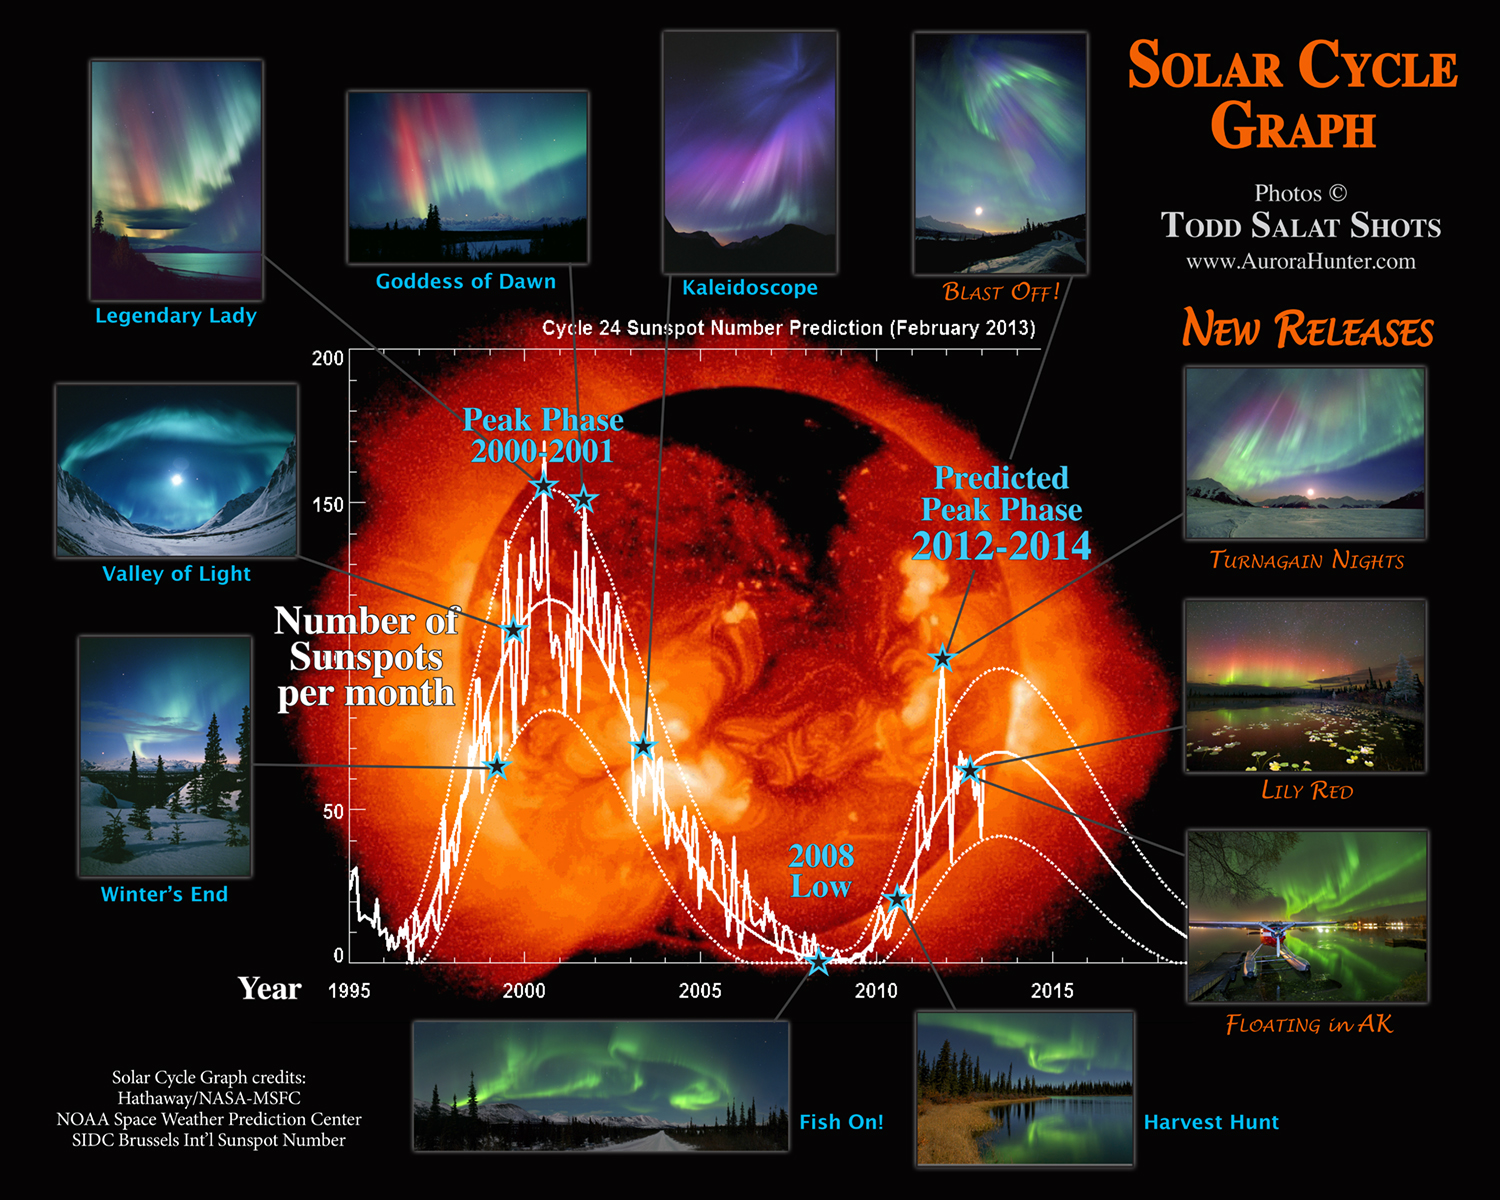 Solar Cycle
Graph
Photos ©
Todd Salat Shots
www.AuroraHunter.com
New Releases
Legendary Lady
Goddess of Dawn
Kaleidoscope
Blast Off!
Cycle 24 Sunspot Number Prediction (February 2013)
200
150
50
0
Peak Phase
2000-2001
Predicted
Peak Phase
2012-2014
Turnagain Nights
Valley of Light
Number of
Sunspots
per month
Lily Red
Winter's End
2008
Low
Year
1995
2000
2005
2010
2015
Floating in AK
Solar Cycle Graph credits:
Hathaway/NASA-MSFC
NOAA Space Weather Prediction Center
SIDC Brussels Int'l Sunspot Number
Fish On!
Harvest Hunt